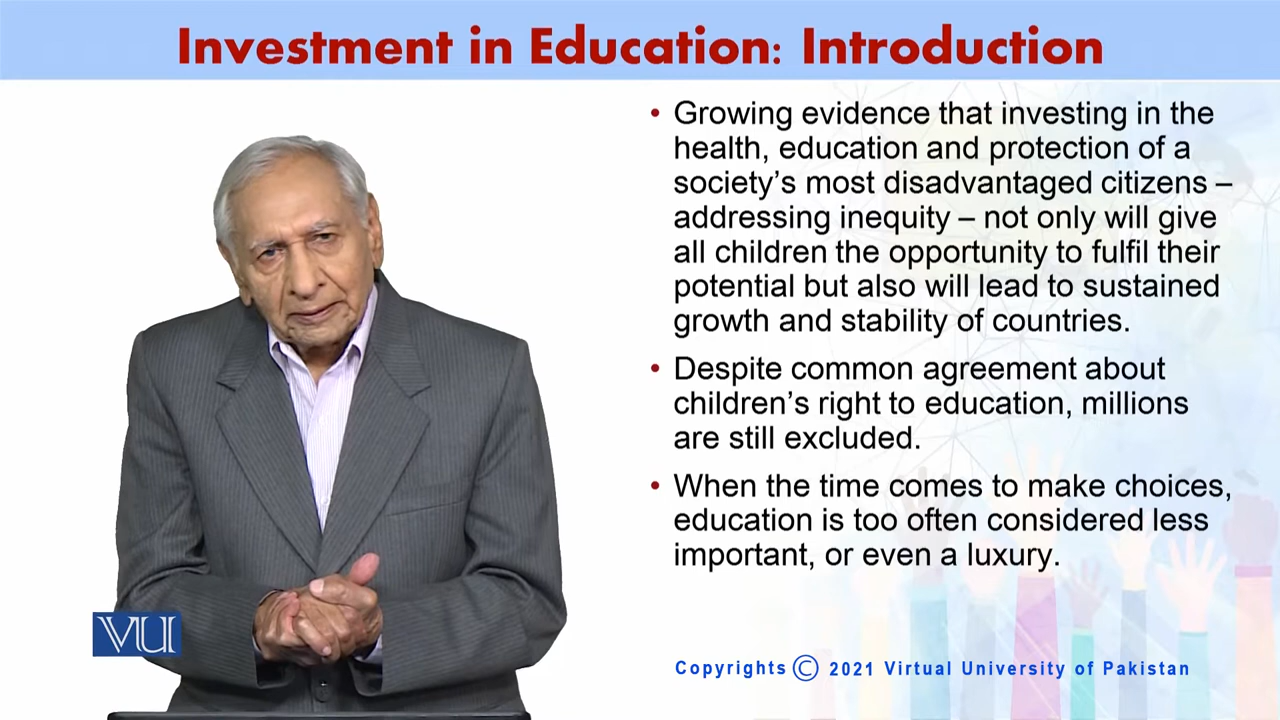 Investment in Education: Introduction
• Growing evidence that investing in the
health, education and protection of a
society’s most disadvantaged citizens –
addressing inequity – not only will give
all children the opportunity to fulfil their
potential but also will lead to sustained
growth and stability of countries.
• Despite common agreement about
children’s right to education, millions
are still excluded.
• When the time comes to make choices,
education is too often considered less
important, or even a luxury.
VU
Copyrights © 2021 Virtual University of Pakistan